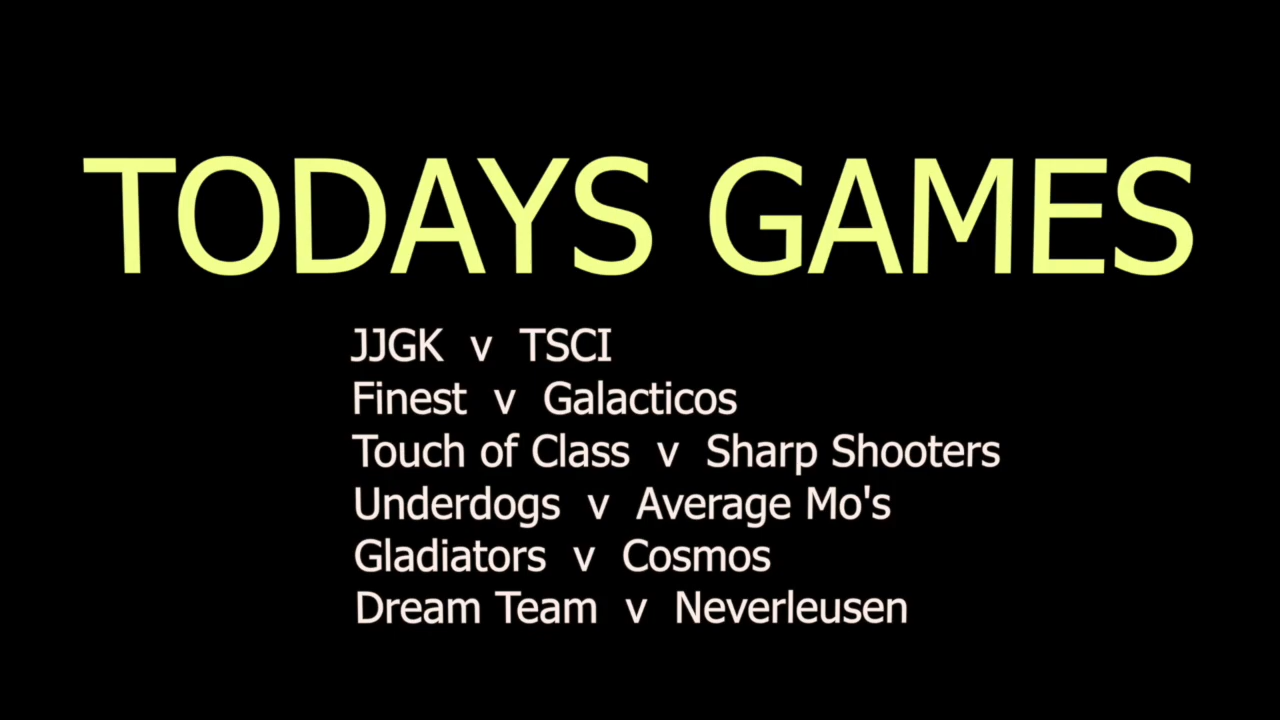 TODAYS GAMES
JJGK v TSCI
Finest v Galacticos
Touch of Class v Sharp Shooters
Underdogs v Average Mo's
Gladiators v Cosmos
Dream Team v Neverleusen